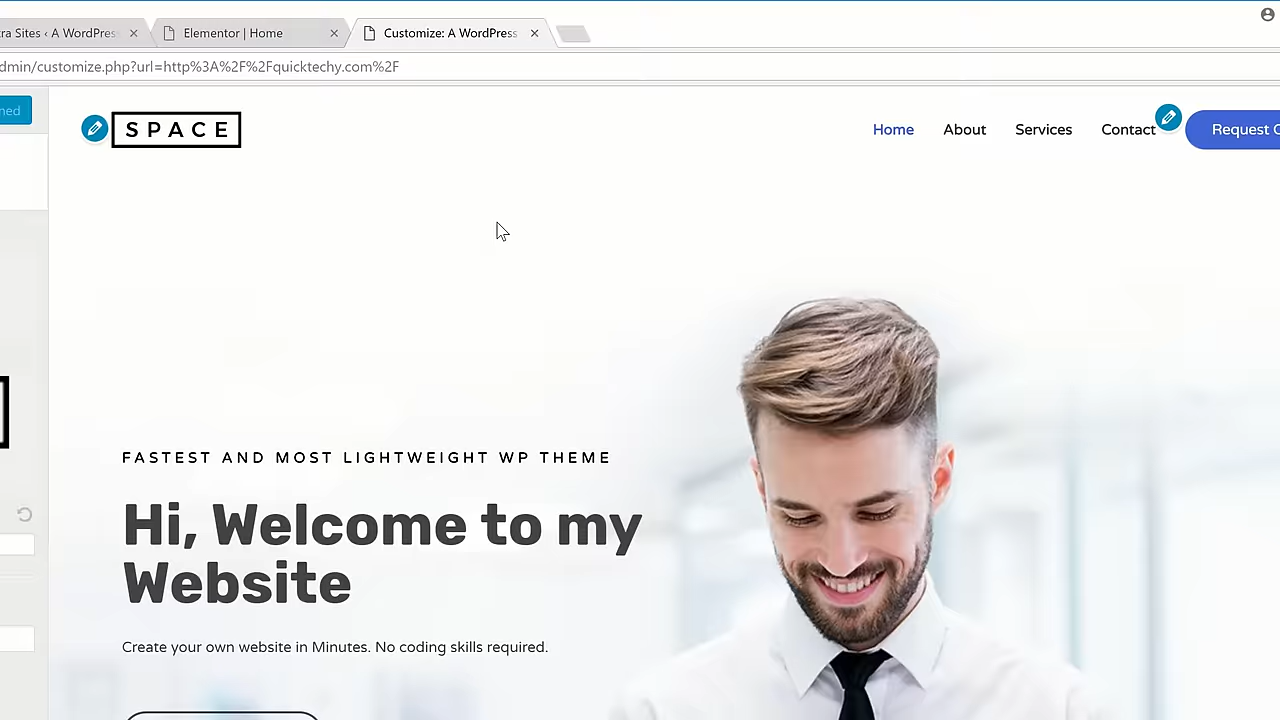 tra Sites ‹ A WordPres
Elementor | Home
Customize: A WordPress
dmin/customize.php?url=http%3A%2F%2Fquicktechy.com%2F
ned
SPACE
Home
About
Services
Contact
Request C
FASTEST AND MOST LIGHTWEIGHT WP THEME
Hi, Welcome to my
Website
Create your own website in Minutes. No coding skills required.